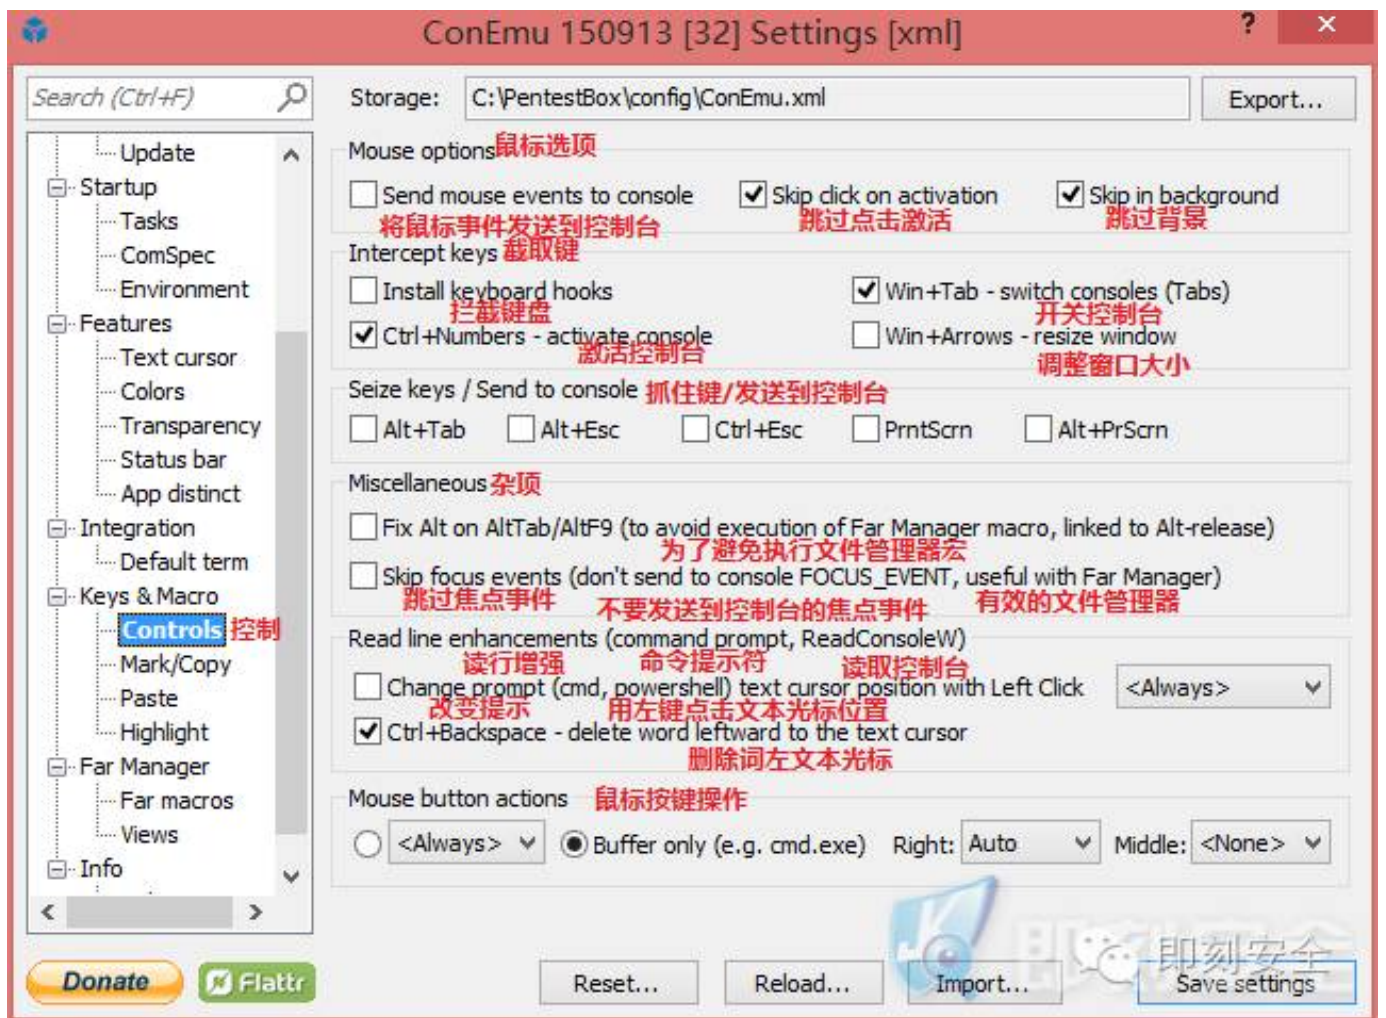 ConEmu 150913 [32] Settings [xml]
?
×
Search (Ctrl+F)
Storage: C:\PentestBox\config\ConEmu.xml Export...
Update
Startup
Tasks
ComSpec
Environment
Features
Text cursor
Colors
Transparency
Status bar
App distinct
Integration
Default term
Keys & Macro
Controls 控制
Mark/Copy
Paste
Highlight
Far Manager
Far macros
Views
Info
Mouse options 鼠标选项
Send mouse events to console Skip click on activation Skip in background
将鼠标事件发送到控制台 跳过点击激活 跳过背景
Intercept keys 截取键
Install keyboard hooks Win+Tab - switch consoles (Tabs)
拦截键盘 开关控制台
Ctrl+Numbers - activate console Win+Arrows - resize window
激活控制台 调整窗口大小
Seize keys / Send to console 抓住键/发送到控制台
Alt+Tab Alt+Esc Ctrl+Esc PrntScrn Alt+PrScrn
Miscellaneous 杂项
Fix Alt on AltTab/AltF9 (to avoid execution of Far Manager macro, linked to Alt-release)
为了避免执行文件管理器宏
Skip focus events (don't send to console FOCUS_EVENT, useful with Far Manager)
跳过焦点事件 不要发送到控制台的焦点事件 有效的文件管理器
Read line enhancements (command prompt, ReadConsoleW)
读行增强 命令提示符 读取控制台
Change prompt (cmd, powershell) text cursor position with Left Click <Always>
改变提示 用左键点击文本光标位置
Ctrl+Backspace - delete word leftward to the text cursor
删除词左文本光标
Mouse button actions 鼠标按键操作
<Always> Buffer only (e.g. cmd.exe) Right: Auto Middle: <None>
Donate Flattr Reset... Reload... Import... Save settings
即刻安全